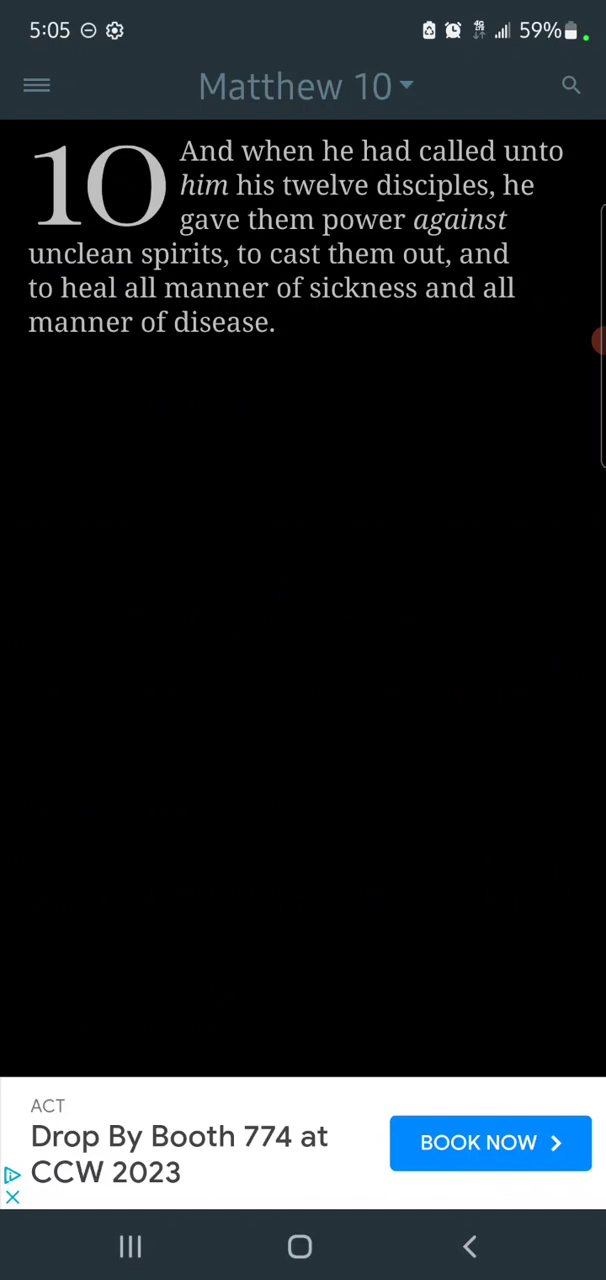 5:05
59%
Matthew 10
10 And when he had called unto
him his twelve disciples, he
gave them power against
unclean spirits, to cast them out, and
to heal all manner of sickness and all
manner of disease.
ACT
Drop By Booth 774 at
CCW 2023
BOOK NOW